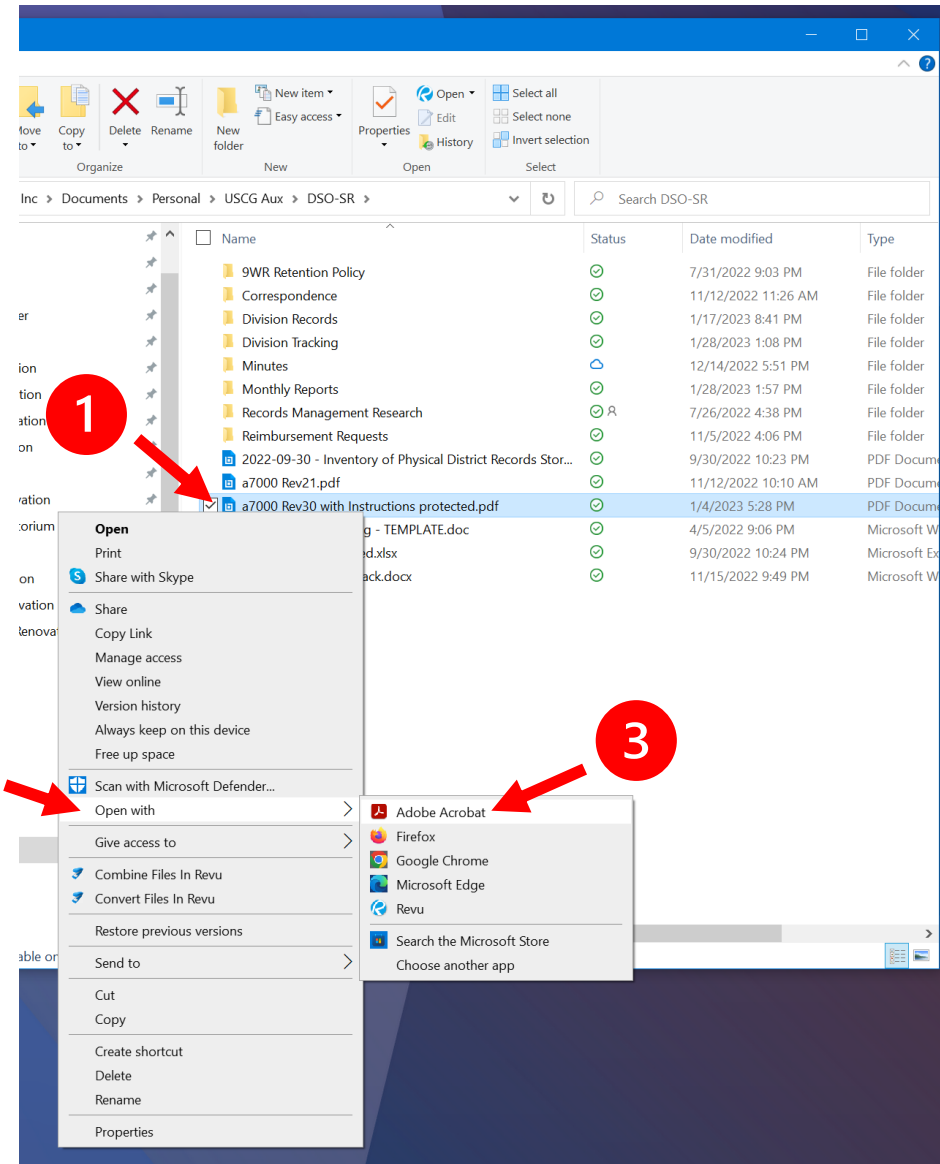 ?
New item
Open
Select all
Easy access
Edit
Select none
Move to
Copy to
Delete
Rename
New folder
Properties
History
Invert selection
Organize
New
Open
Select
Inc > Documents > Personal > USCG Aux > DSO-SR >
Search DSO-SR
Name Status Date modified Type
9WR Retention Policy 7/31/2022 9:03 PM File folder
Correspondence 11/12/2022 11:26 AM File folder
er
Division Records 1/17/2023 8:41 PM File folder
Division Tracking 1/28/2023 1:08 PM File folder
ion
Minutes 12/14/2022 5:51 PM File folder
tion
Monthly Reports 1/28/2023 1:57 PM File folder
ation
1
Records Management Research 7/26/2022 4:38 PM File folder
on
Reimbursement Requests 11/5/2022 4:06 PM File folder
2022-09-30 - Inventory of Physical District Records Stor... 9/30/2022 10:23 PM PDF Docume
a7000 Rev21.pdf 11/12/2022 10:10 AM PDF Docume
vation
a7000 Rev30 with Instructions protected.pdf 1/4/2023 5:28 PM PDF Docume
torium
g - TEMPLATE.doc 4/5/2022 9:06 PM Microsoft W
ed.xlsx 9/30/2022 10:24 PM Microsoft Ex
on
ack.docx 11/15/2022 9:49 PM Microsoft W
vation
Renova
Open
Print
Share with Skype
Share
Copy Link
Manage access
View online
Version history
Always keep on this device
Free up space
Scan with Microsoft Defender...
Open with
Give access to
Combine Files In Revu
Convert Files In Revu
Restore previous versions
Send to
Cut
Copy
Create shortcut
Delete
Rename
Properties
3
Adobe Acrobat
Firefox
Google Chrome
Microsoft Edge
Revu
Search the Microsoft Store
Choose another app
able or